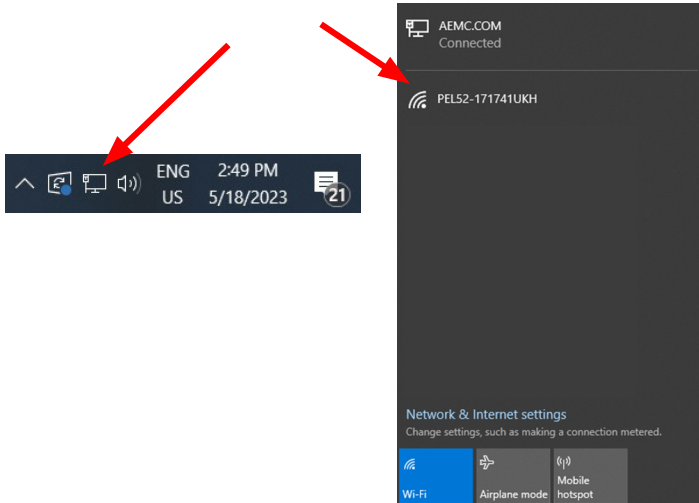 AEMC.COM
Connected
PEL52-171741UKH
ENG 2:49 PM
US 5/18/2023
21
Network & Internet settings
Change settings, such as making a connection metered.
Wi-Fi
Airplane mode
Mobile
hotspot